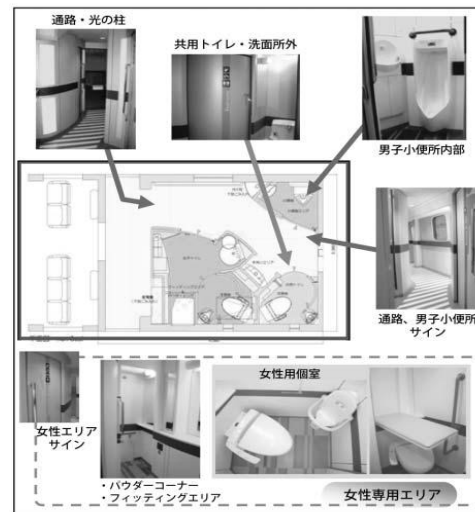 通路・光の柱
共用トイレ・洗面所外
男子小便所内部
通路、男子小便所
サイン
女性エリア
サイン
女性用個室
・パウダーコーナー
・フィッティングエリア
女性専用エリア